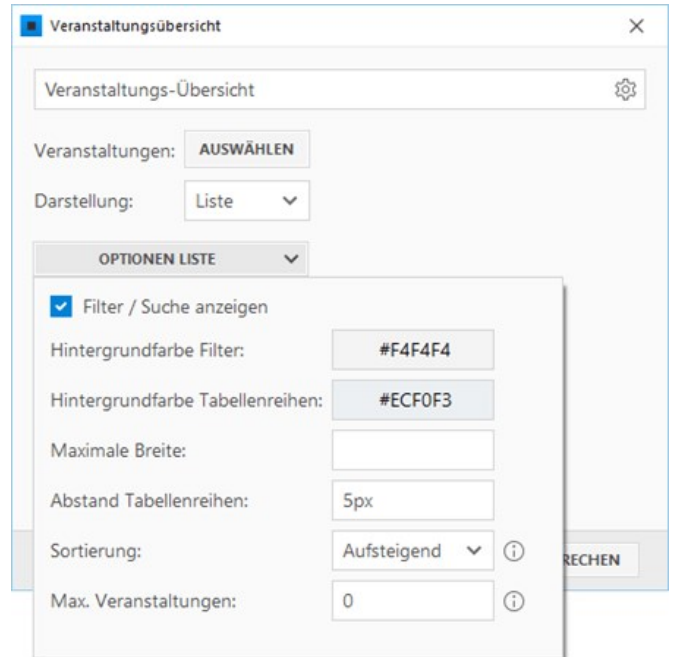 Veranstaltungsübersicht
Veranstaltungs-Übersicht
Veranstaltungen: AUSWÄHLEN
Darstellung: Liste
OPTIONEN LISTE
Filter / Suche anzeigen
Hintergrundfarbe Filter: #F4F4F4
Hintergrundfarbe Tabellenreihen: #ECF0F3
Maximale Breite:
Abstand Tabellenreihen: 5px
Sortierung: Aufsteigend
RECHEN
Max. Veranstaltungen: 0